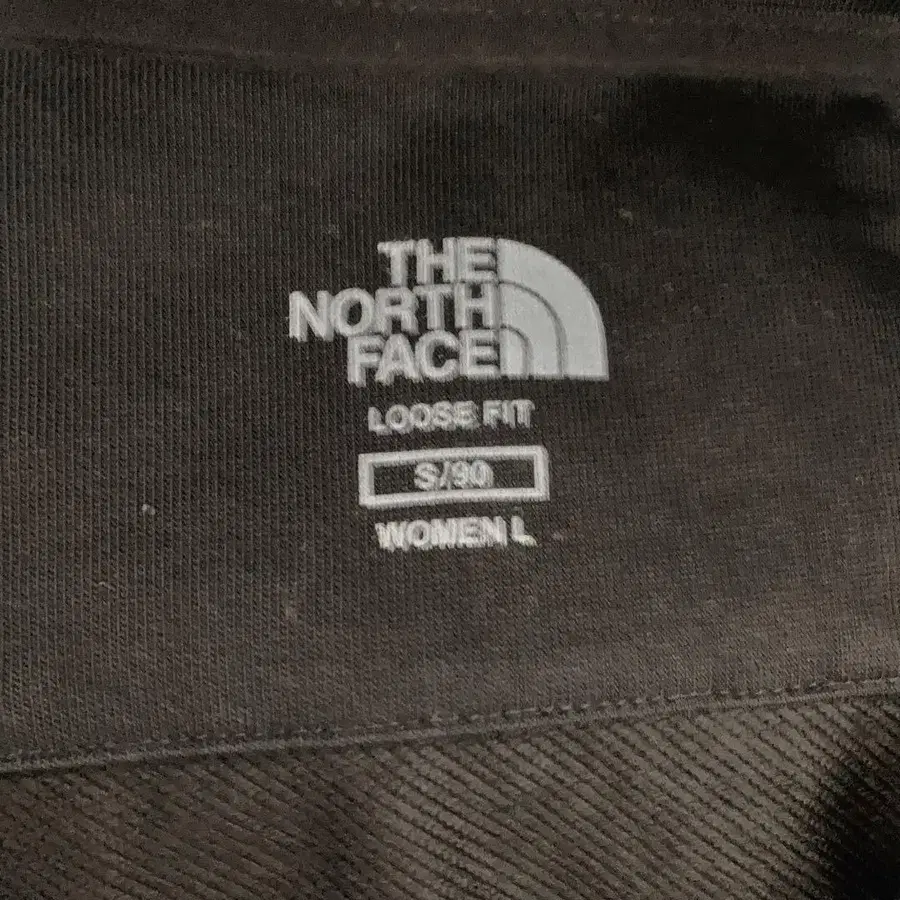 THE
NORTH
FACE
LOOSE FIT
S/90
WOMEN L